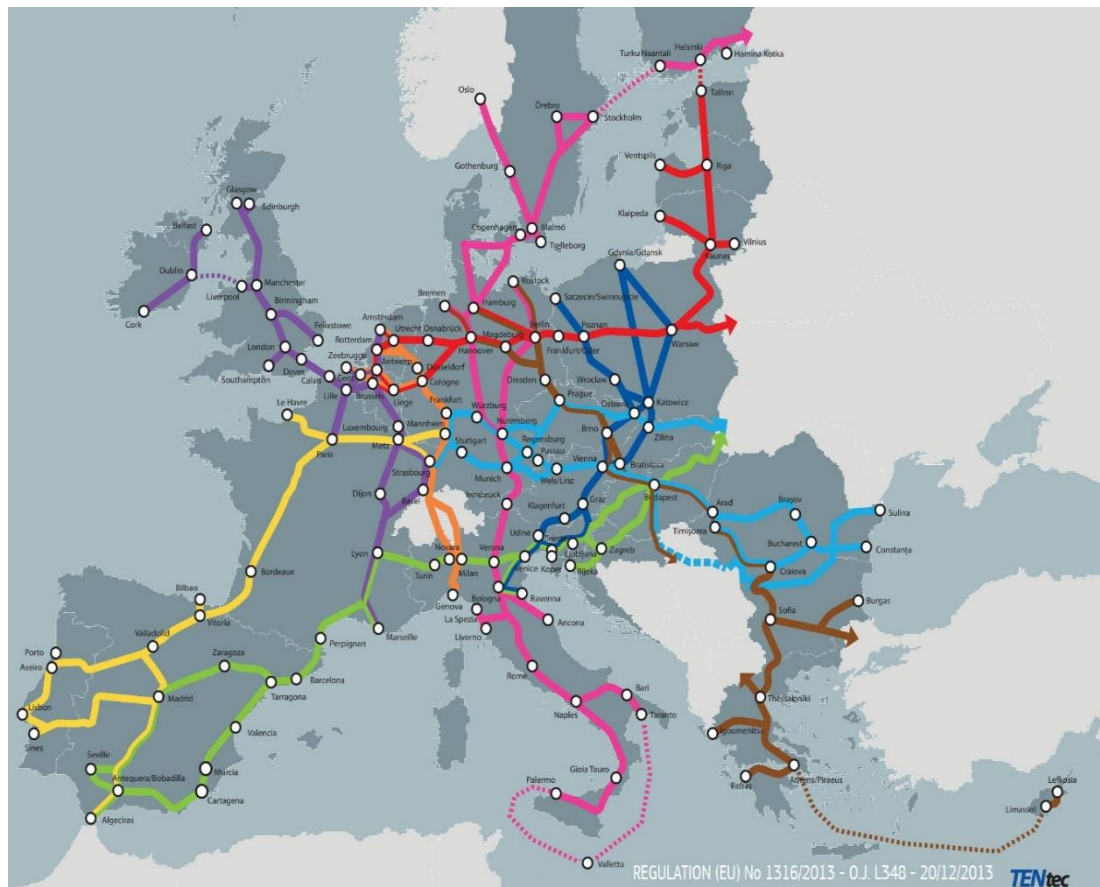 Oslo
Örebro
Stockholm
Turku Naantali
Helsinki
Hamina Kotka
Tallinn
Gothenburg
Ventspils
Riga
Glasgow
Edinburgh
Klaipeda
Belfast
Copenhagen
Malmö
Trelleborg
Vilnius
Kaunas
Gdynia/Gdansk
Dublin
Manchester
Liverpool
Rostock
Szczecin/Swinoujscie
Cork
Birmingham
Felixstowe
Bremen
Hamburg
Amsterdam
Utrecht
Osnabrück
Magdeburg
Berlin
Poznan
Rotterdam
Hannover
Frankfurt/Oder
Warsaw
London
Zeebrugge
Antwerp
Düsseldorf
Southampton
Dover
Calais
Gent
Cologne
Dresden
Wroclaw
Lille
Brussels
Liege
Prague
Katowice
Le Havre
Frankfurt
Würzburg
Ostrava
Luxembourg
Mannheim
Nuremberg
Brno
Zilina
Paris
Metz
Stuttgart
Regensburg
Passau
Strasbourg
Munich
Wels/Linz
Vienna
Bratislava
Dijon
Basel
Innsbruck
Klagenfurt
Graz
Budapest
Arad
Braşov
Sulina
Udine
Timişoara
Bucharest
Constanţa
Lyon
Novara
Verona
Trieste
Ljubljana
Zagreb
Turin
Milan
Venice
Koper
Rijeka
Craiova
Bordeaux
Genova
Bologna
Ravenna
Bilbao
La Spezia
Ancona
Sofia
Burgas
Vitoria
Livorno
Marseille
Valladolid
Perpignan
Porto
Aveiro
Zaragoza
Barcelona
Rome
Madrid
Tarragona
Bari
Thessaloniki
Lisbon
Naples
Taranto
Sines
Valencia
Igoumenitsa
Seville
Antequera/Bobadilla
Murcia
Gioia Tauro
Palermo
Patras
Athens/Piraeus
Lefkosia
Cartagena
Limassol
Algeciras
Valletta
REGULATION (EU) No 1316/2013 - O.J. L348 - 20/12/2013
TENtec